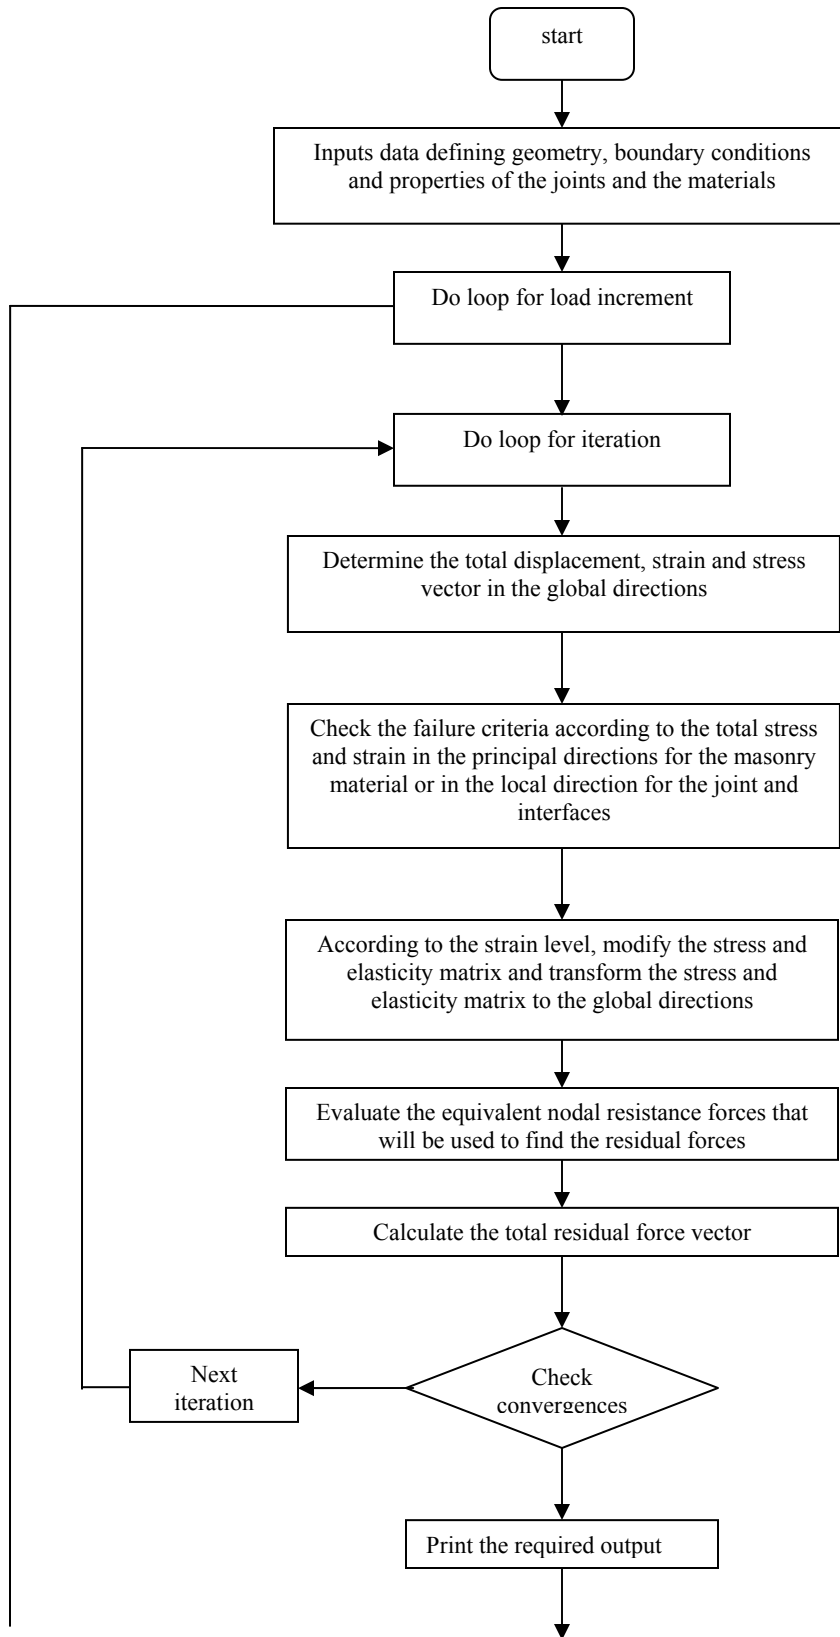 start
Inputs data defining geometry, boundary conditions
and properties of the joints and the materials
Do loop for load increment
Do loop for iteration
Determine the total displacement, strain and stress
vector in the global directions
Check the failure criteria according to the total stress
and strain in the principal directions for the masonry
material or in the local direction for the joint and
interfaces
According to the strain level, modify the stress and
elasticity matrix and transform the stress and
elasticity matrix to the global directions
Evaluate the equivalent nodal resistance forces that
will be used to find the residual forces
Calculate the total residual force vector
Next
iteration
Check
convergences
Print the required output